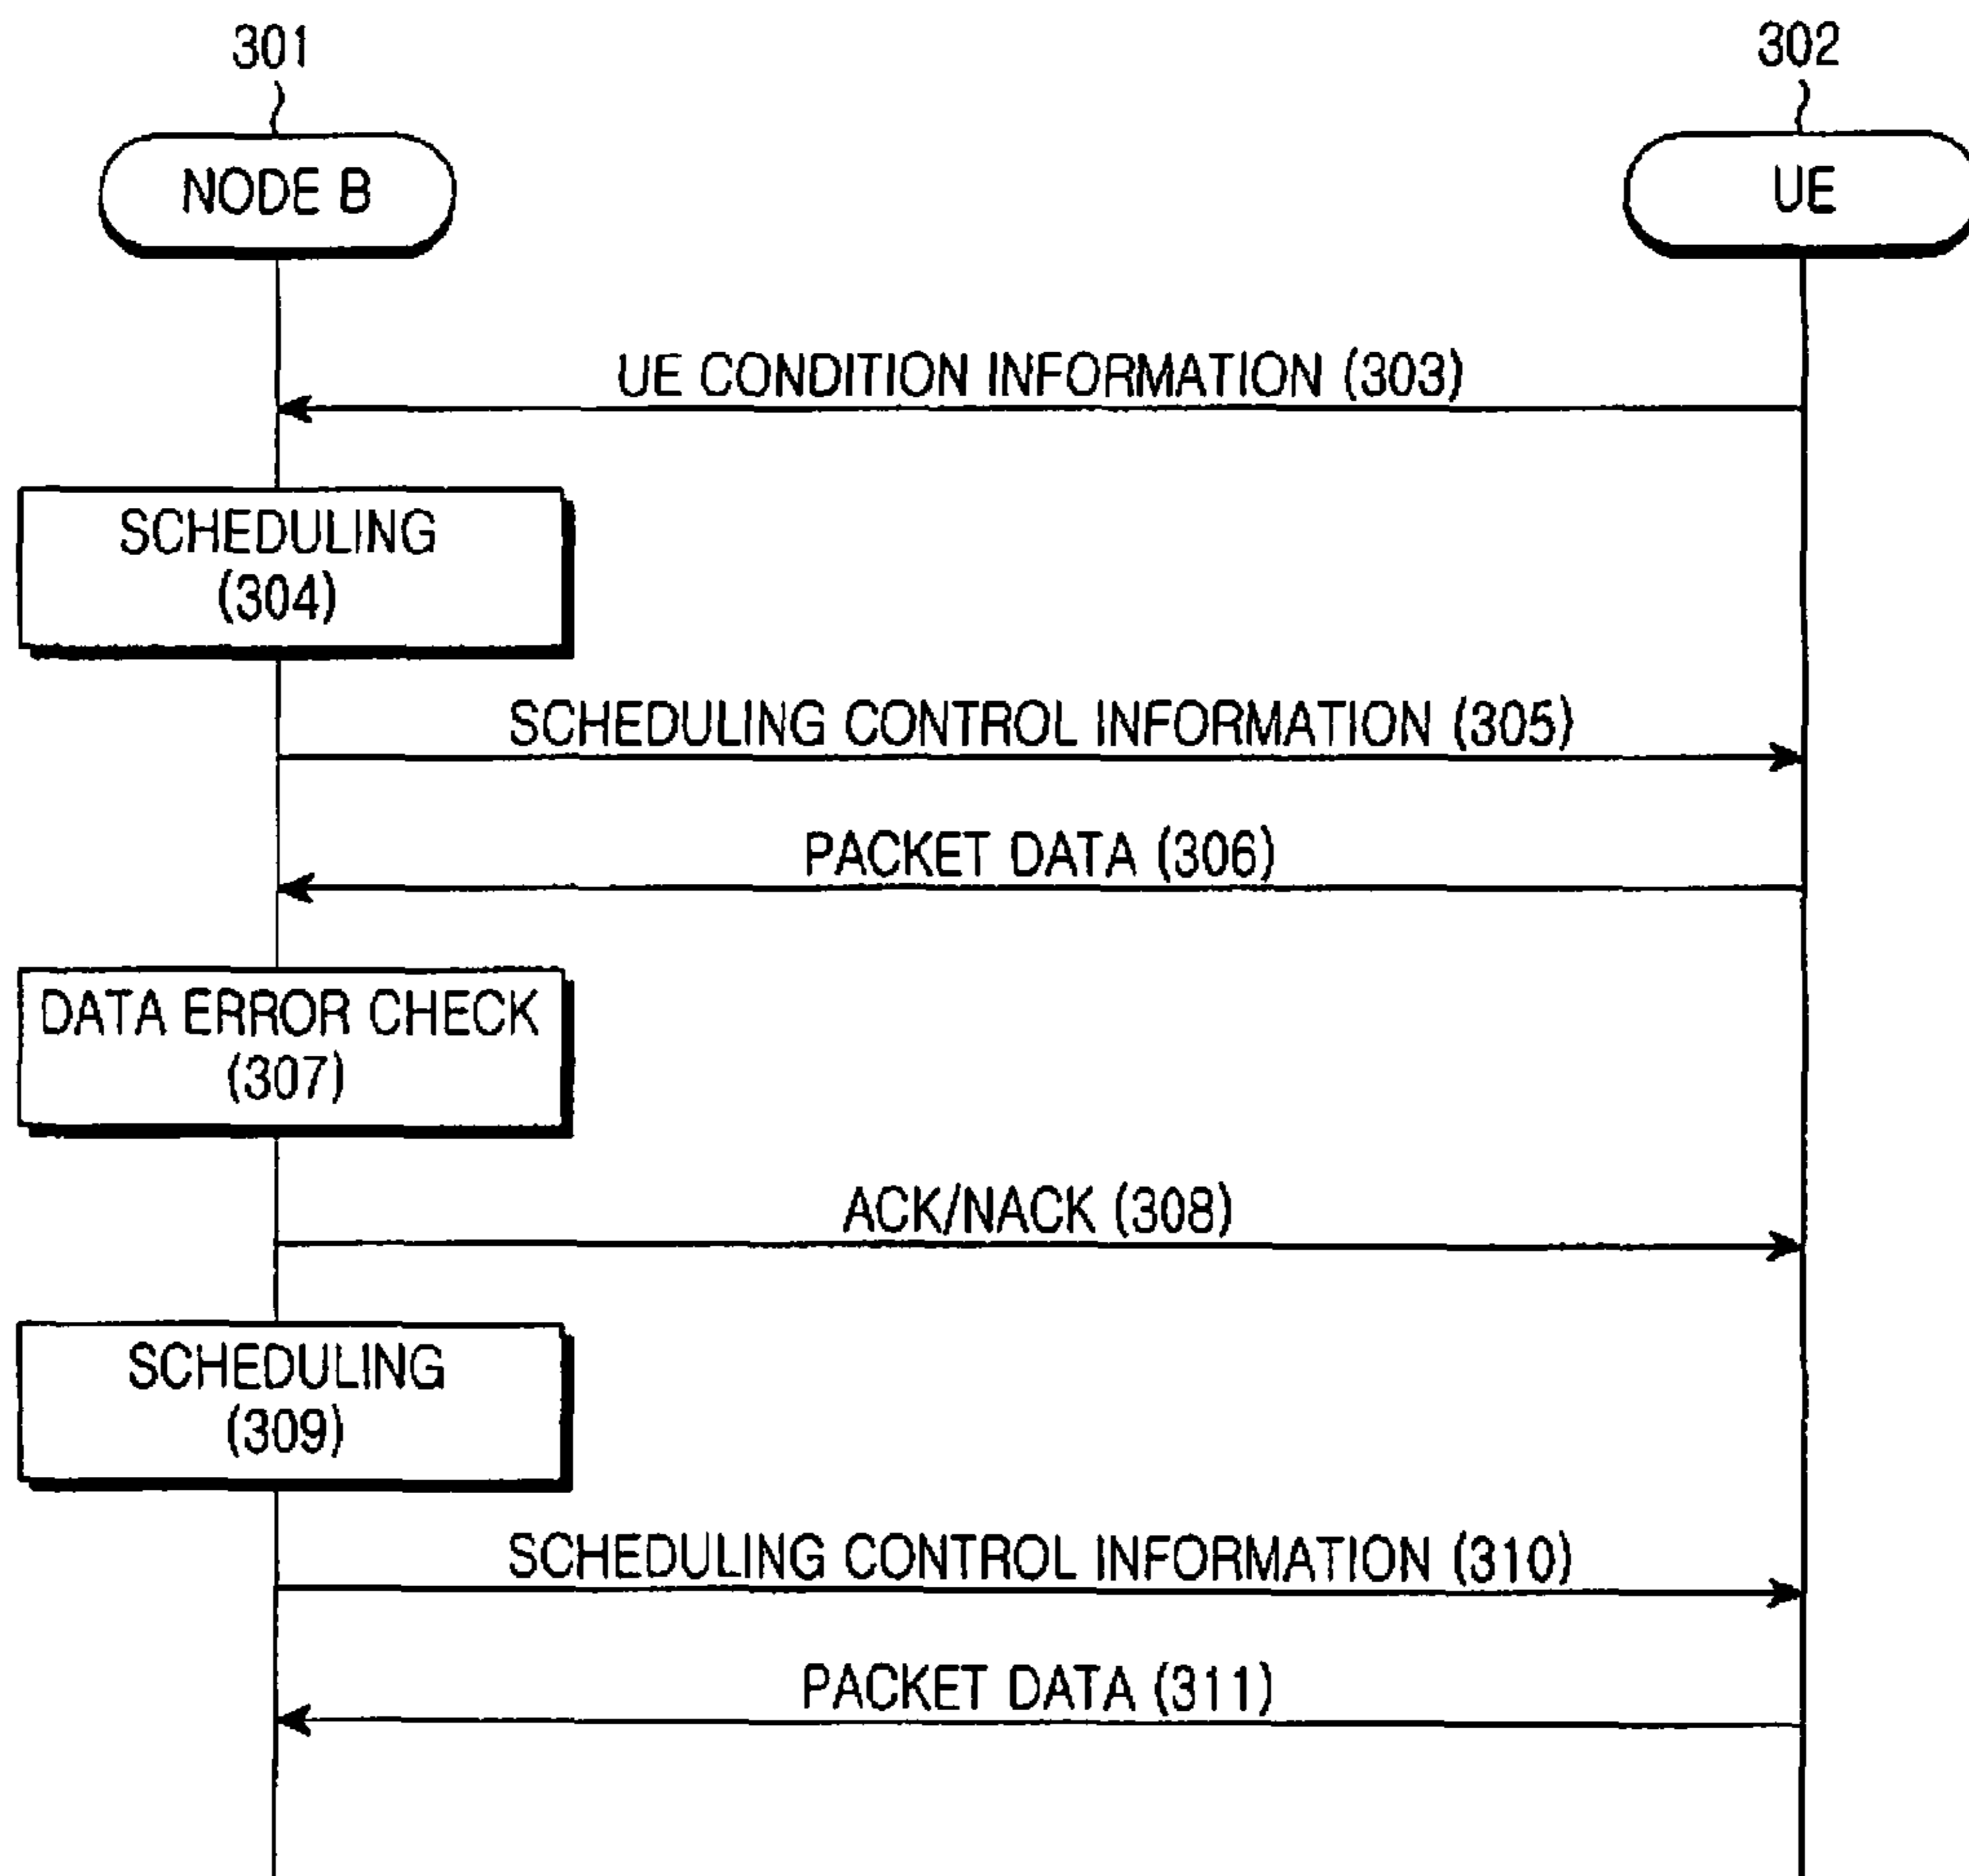 301
302
NODE B
UE
UE CONDITION INFORMATION (303)
SCHEDULING
(304)
SCHEDULING CONTROL INFORMATION (305)
PACKET DATA (306)
DATA ERROR CHECK
(307)
ACK/NACK (308)
SCHEDULING
(309)
SCHEDULING CONTROL INFORMATION (310)
PACKET DATA (311)